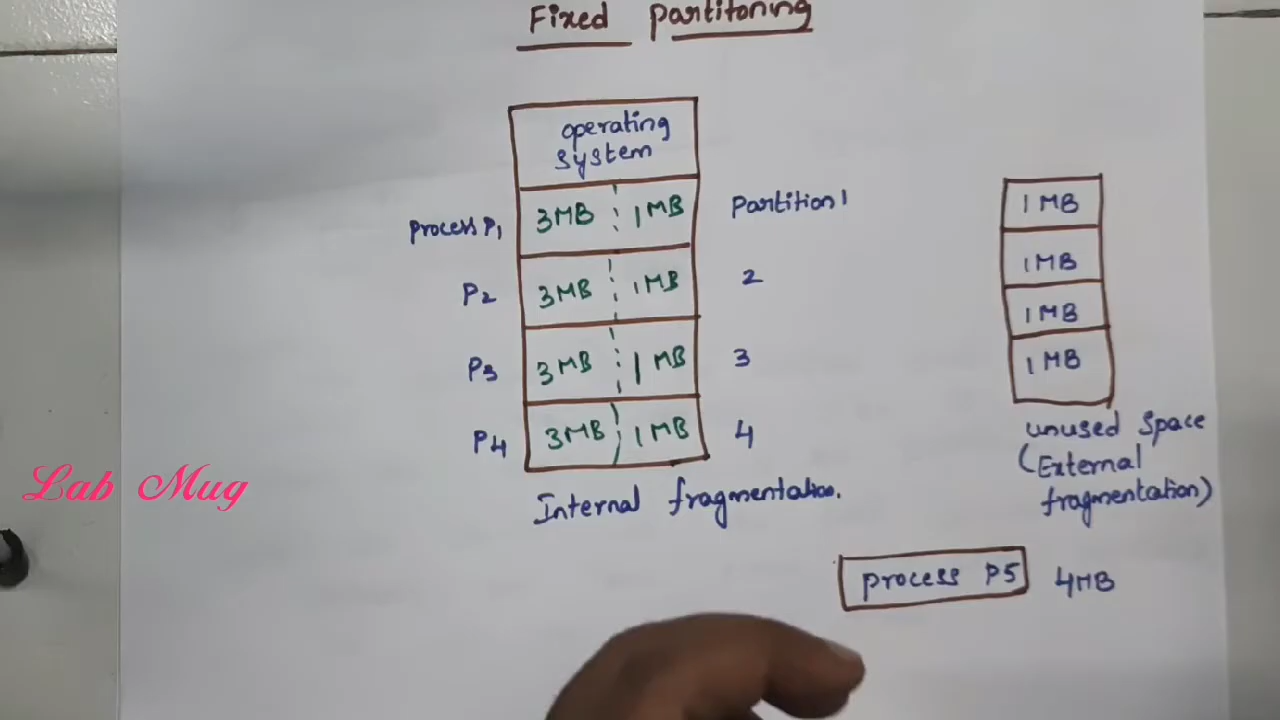 Fixed partitoning
operating
system
process P1 3MB 1MB Partition 1
P2 3MB 1MB 2
P3 3MB 1MB 3
P4 3MB 1MB 4
Internal fragmentation.
1MB
1MB
1MB
1MB
unused space
(External
fragmentation)
process P5 4MB
Lab Mug